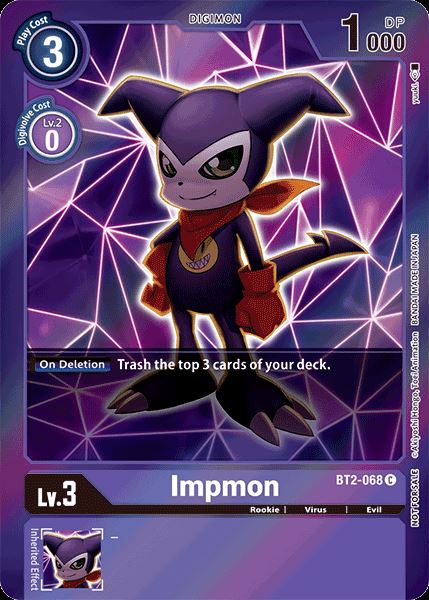 Play Cost
3
DIGIMON
DP
1000
Digivolve Cost
Lv.2
0
yunki.
On Deletion Trash the top 3 cards of your deck.
©Akiyoshi Hongo, Toei Animation BANDAI MADE IN JAPAN
NOT FOR SALE
Lv.3
Impmon
BT2-068 C
Rookie | Virus | Evil
Inherited Effect
–